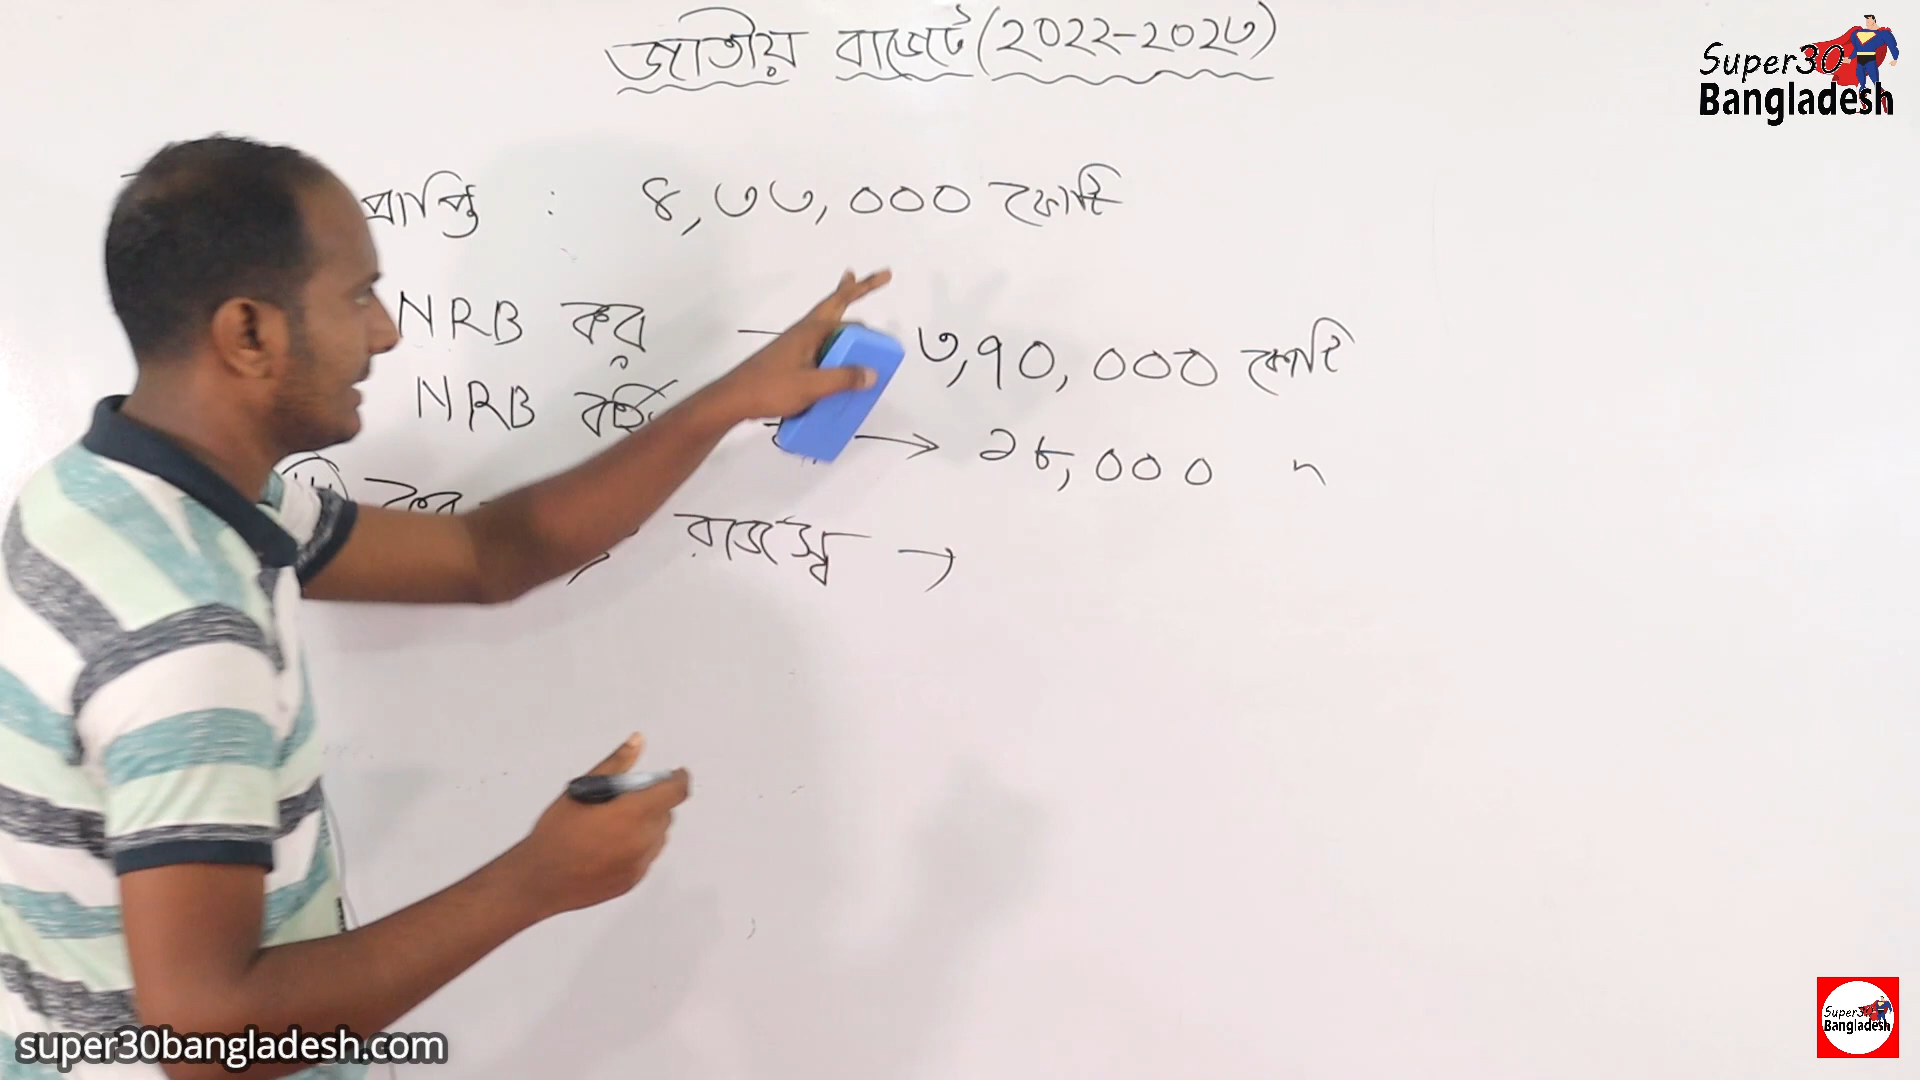 জাতীয় বাজেট (২০২২-২০২৩)
প্রাপ্তি : ৪,৩৩,০০০ কোটি
NRB কর → ৩,৭০,০০০ কোটি
NRB বহি → ১৮,০০০ "
রাজস্ব →
Super30
Bangladesh
Super30
Bangladesh
super30bangladesh.com